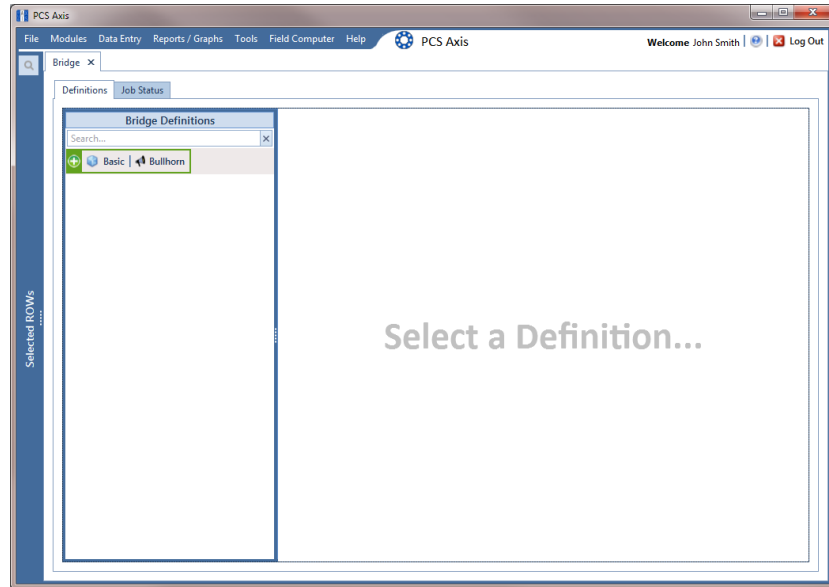 PCS Axis
File Modules Data Entry Reports / Graphs Tools Field Computer Help PCS Axis Welcome John Smith | | Log Out
Bridge
Definitions Job Status
Bridge Definitions
Search...
Basic | Bullhorn
Selected ROWs
Select a Definition...